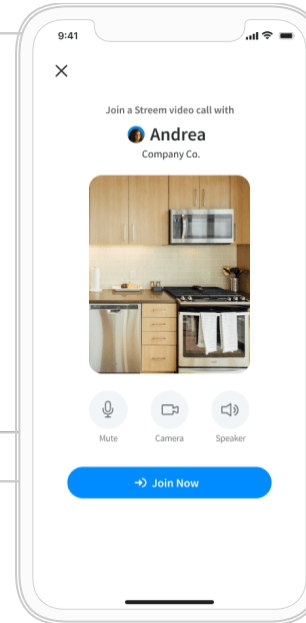 9:41
Join a Streem video call with
Andrea
Company Co.
Mute Camera Speaker
Join Now